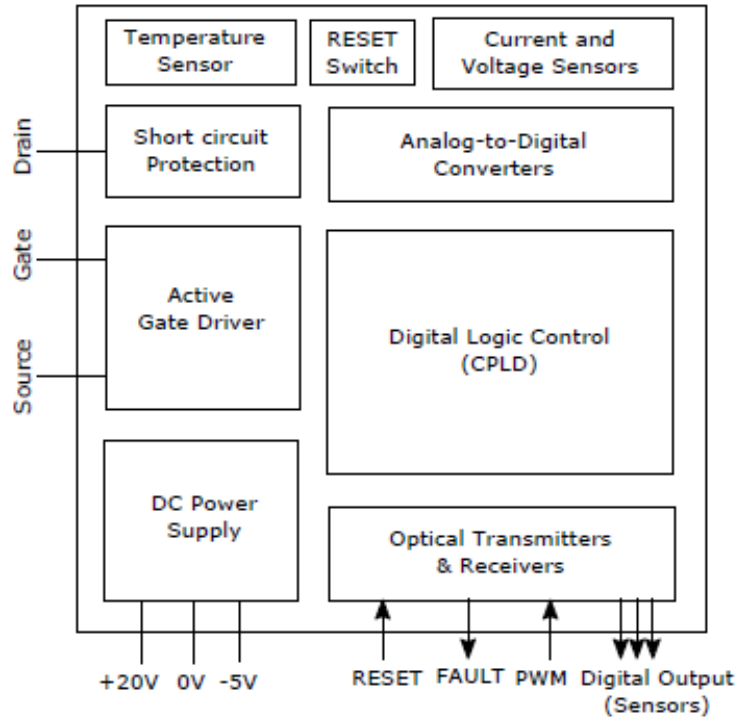 Temperature
Sensor
RESET
Switch
Current and
Voltage Sensors
Drain
Short circuit
Protection
Analog-to-Digital
Converters
Gate
Active
Gate Driver
Digital Logic Control
(CPLD)
Source
DC Power
Supply
Optical Transmitters
& Receivers
+20V
0V
-5V
RESET
FAULT
PWM
Digital Output
(Sensors)